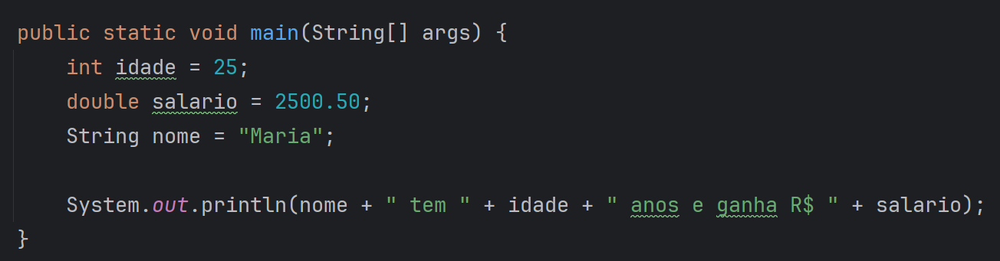 public static void main(String[] args) {
    int idade = 25;
    double salario = 2500.50;
    String nome = "Maria";
    System.out.println(nome + " tem " + idade + " anos e ganha R$ " + salario);
}